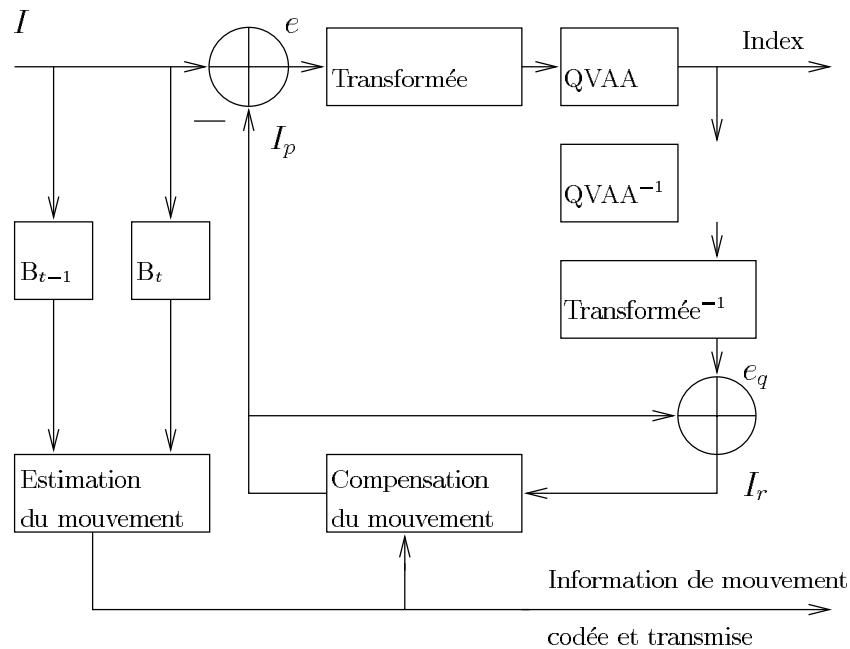 I
e
Index
Transformée
QVAA
−
I_p
QVAA⁻¹
B_{t−1}
B_t
Transformée⁻¹
e_q
Estimation
du mouvement
Compensation
du mouvement
I_r
Information de mouvement
codée et transmise